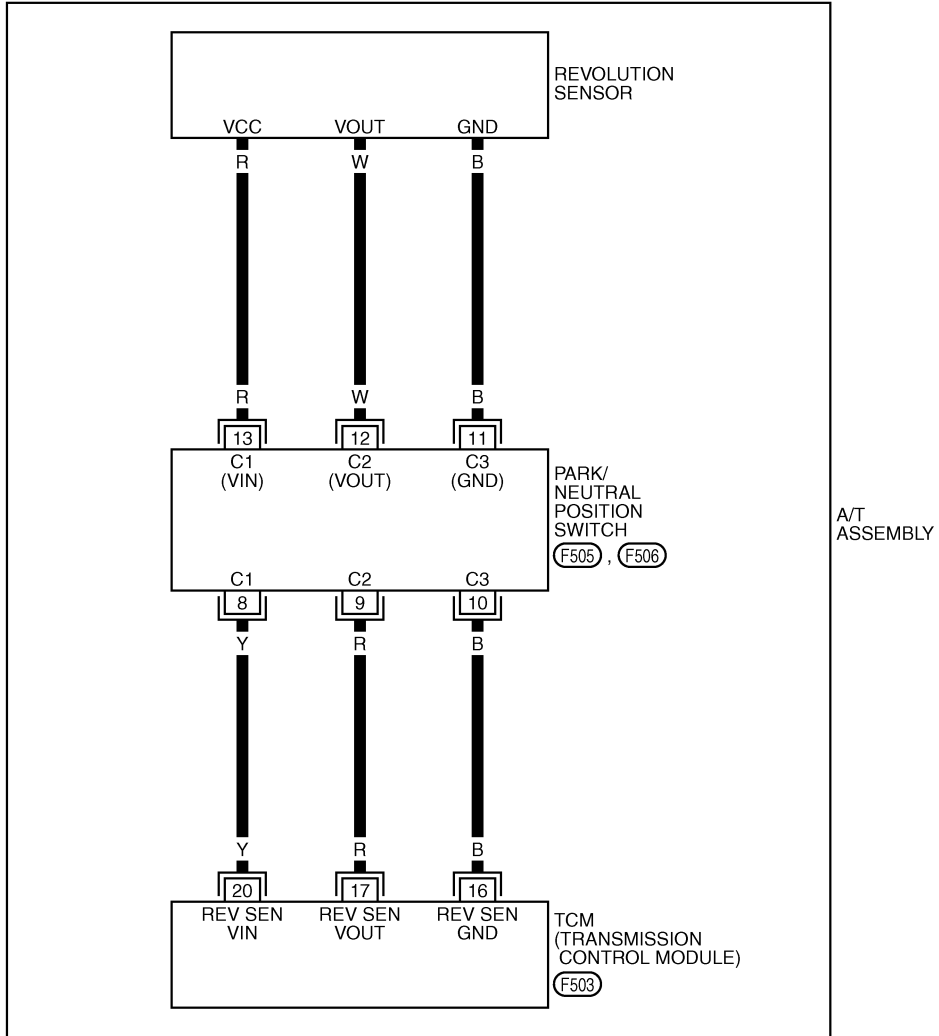 REVOLUTION
SENSOR
VCC VOUT GND
R W B
R W B
13 12 11
C1 C2 C3
(VIN) (VOUT) (GND)
PARK/
NEUTRAL
POSITION
SWITCH
F505 , F506
A/T
ASSEMBLY
C1 C2 C3
8 9 10
Y R B
Y R B
20 17 16
REV SEN REV SEN REV SEN
VIN VOUT GND
TCM
(TRANSMISSION
CONTROL MODULE)
F503